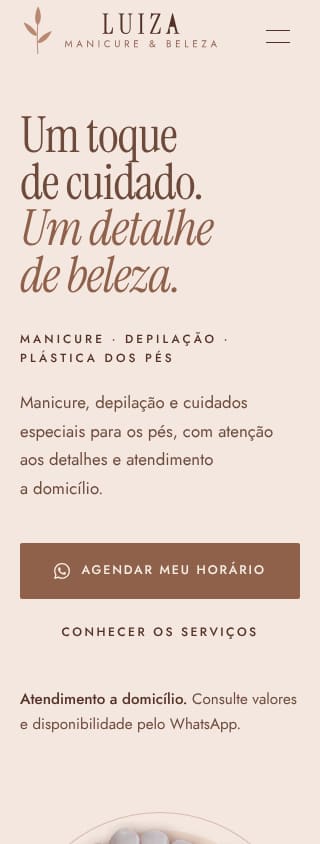 LUIZA
MANICURE & BELEZA
Um toque
de cuidado.
Um detalhe
de beleza.
MANICURE · DEPILAÇÃO ·
PLÁSTICA DOS PÉS
Manicure, depilação e cuidados
especiais para os pés, com atenção
aos detalhes e atendimento
a domicílio.
AGENDAR MEU HORÁRIO
CONHECER OS SERVIÇOS
Atendimento a domicílio. Consulte valores
e disponibilidade pelo WhatsApp.